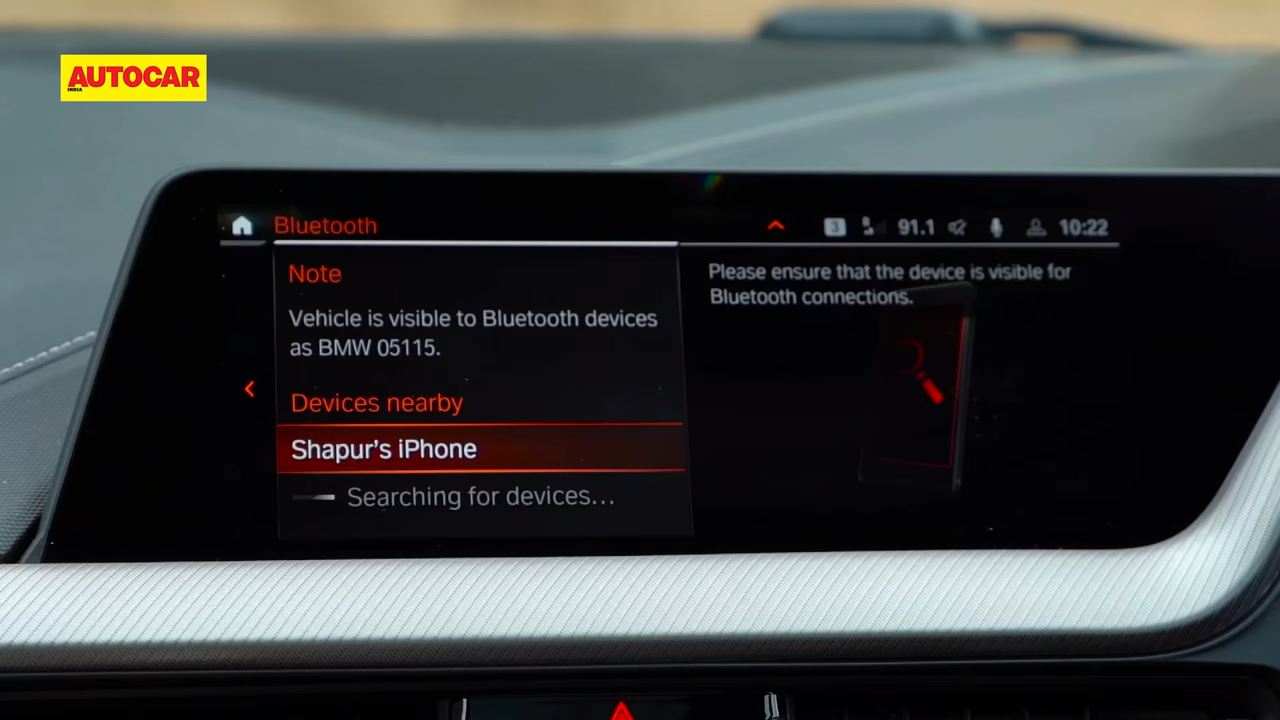 AUTOCAR
INDIA
Bluetooth
3 91.1 10:22
Note
Vehicle is visible to Bluetooth devices
as BMW 05115.
Devices nearby
Shapur's iPhone
Searching for devices...
Please ensure that the device is visible for
Bluetooth connections.